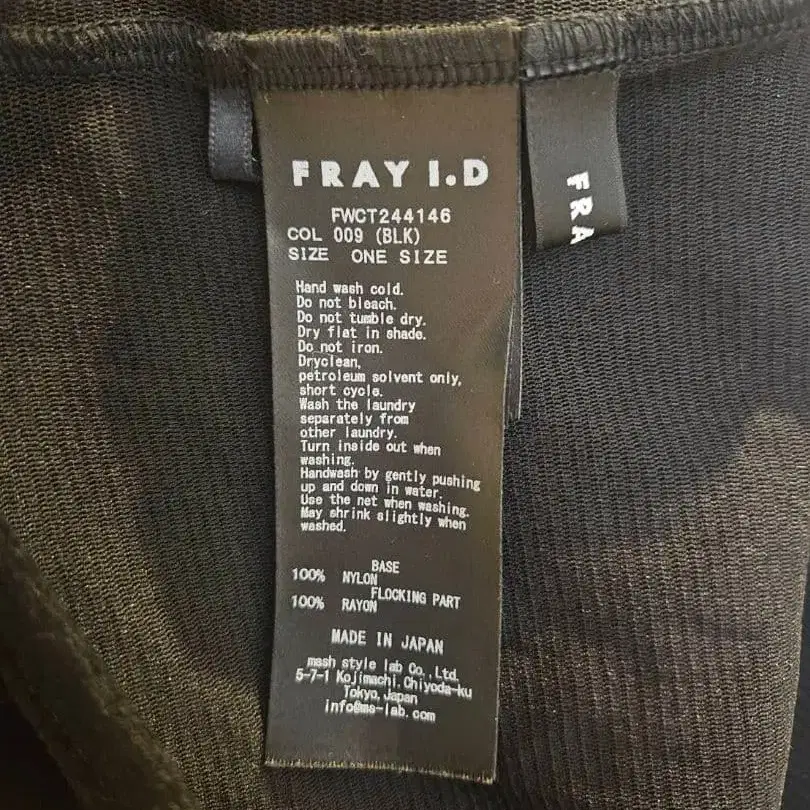 FRAY I.D
FRA
FWCT244146
COL 009 (BLK)
SIZE ONE SIZE
Hand wash cold.
Do not bleach.
Do not tumble dry.
Dry flat in shade.
Do not iron.
Dryclean,
petroleum solvent only,
short cycle.
Wash the laundry
separately from
other laundry.
Turn inside out when
washing.
Handwash by gently pushing
up and down in water.
Use the net when washing.
May shrink slightly when
washed.
BASE
100% NYLON
FLOCKING PART
100% RAYON
MADE IN JAPAN
mash style lab Co.,Ltd.
5-7-1 Kojimachi,Chiyoda-ku
Tokyo,Japan
info@ms-lab.com